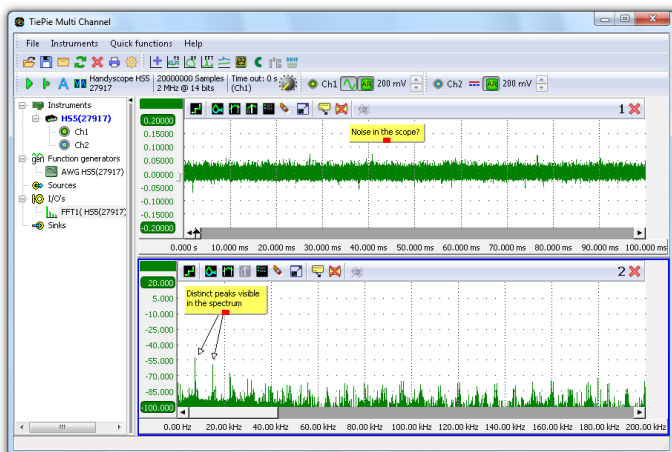 TiePie Multi Channel
File Instruments Quick functions Help
Handyscope HS5
27917
20000000 Samples
2 MHz @ 14 bits
Time out: 0 s
(Ch1)
Ch1 AR 200 mV
Ch2 AR 200 mV
Instruments
HS5(27917)
Ch1
Ch2
gen Function generators
AWG HS5(27917)
Sources
I/O's
FFT1( HS5(27917)
Sinks
1
0.20000
0.15000
0.10000
0.05000
0.00000
-0.05000
-0.10000
-0.15000
-0.20000
Noise in the scope?
0.000 s 10.000 ms 20.000 ms 30.000 ms 40.000 ms 50.000 ms 60.000 ms 70.000 ms 80.000 ms 90.000 ms 100.000 ms
2
20.000
5.000
-10.000
-25.000
-40.000
-55.000
-70.000
-85.000
-100.000
Distinct peaks visible
in the spectrum
0.00 Hz 20.00 kHz 40.00 kHz 60.00 kHz 80.00 kHz 100.00 kHz 120.00 kHz 140.00 kHz 160.00 kHz 180.00 kHz 200.00 kHz